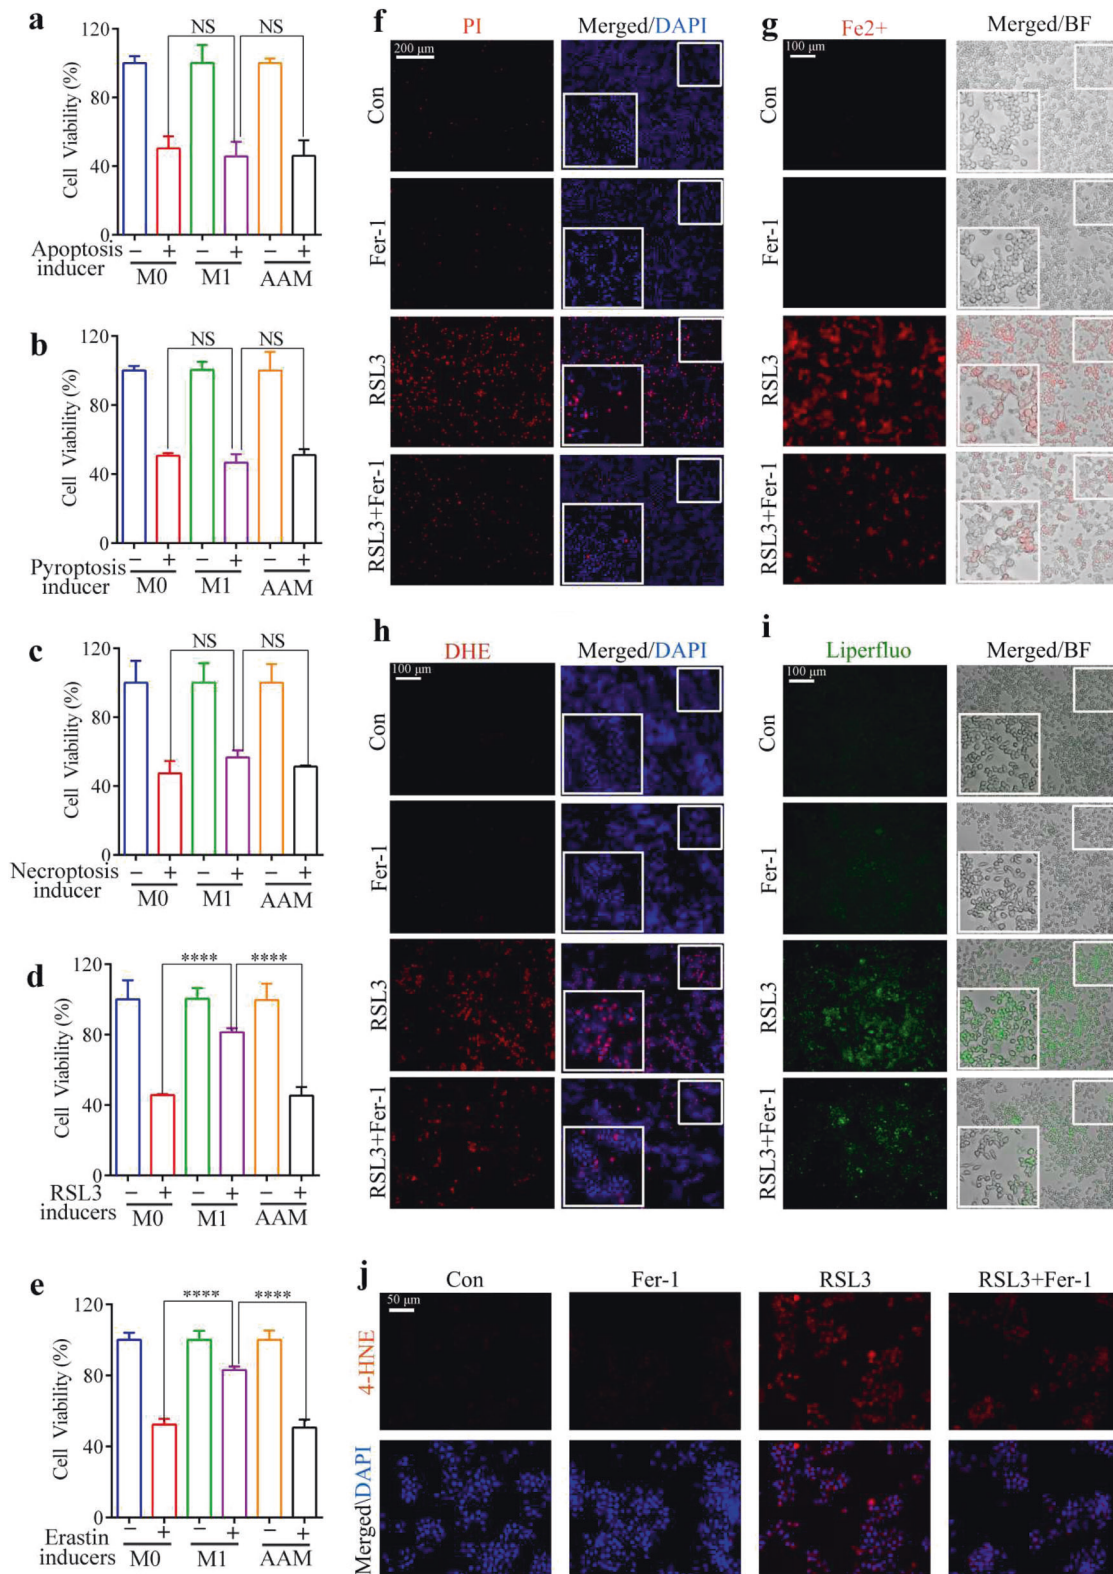 a
120
80
40
0
Cell Viability (%)
NS NS
− + − + − +
Apoptosis
inducer
M0 M1 AAM
b
120
80
40
0
Cell Viability (%)
NS NS
− + − + − +
Pyroptosis
inducer
M0 M1 AAM
c
120
80
40
0
Cell Viability (%)
NS NS
− + − + − +
Necroptosis
inducer
M0 M1 AAM
d
120
80
40
0
Cell Viability (%)
**** ****
− + − + − +
RSL3
inducers
M0 M1 AAM
e
120
80
40
0
Cell Viability (%)
**** ****
− + − + − +
Erastin
inducers
M0 M1 AAM
f
PI Merged/DAPI
200 μm
Con
Fer-1
RSL3
RSL3+Fer-1
g
Fe2+ Merged/BF
100 μm
Con
Fer-1
RSL3
RSL3+Fer-1
h
DHE Merged/DAPI
100 μm
Con
Fer-1
RSL3
RSL3+Fer-1
i
Liperfluo Merged/BF
100 μm
Con
Fer-1
RSL3
RSL3+Fer-1
j
Con Fer-1 RSL3 RSL3+Fer-1
50 μm
4-HNE
Merged\DAPI